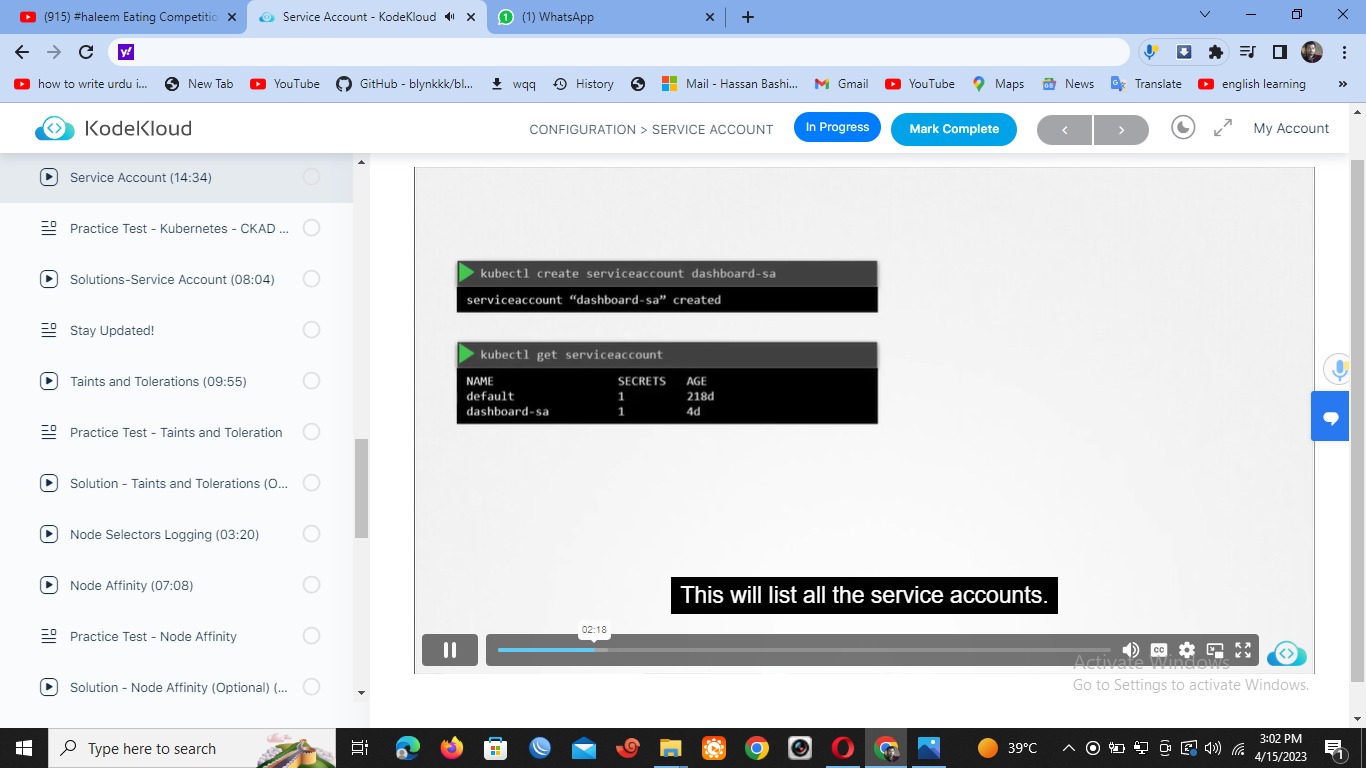 (915) #haleem Eating Competitio
Service Account - KodeKloud
(1) WhatsApp
how to write urdu i...
New Tab
YouTube
GitHub - blynkkk/bl...
wqq
History
Mail - Hassan Bashi...
Gmail
YouTube
Maps
News
Translate
english learning
»
KodeKloud
CONFIGURATION > SERVICE ACCOUNT
In Progress
Mark Complete
My Account
Service Account (14:34)
Practice Test - Kubernetes - CKAD ...
Solutions-Service Account (08:04)
Stay Updated!
Taints and Tolerations (09:55)
Practice Test - Taints and Toleration
Solution - Taints and Tolerations (O...
Node Selectors Logging (03:20)
Node Affinity (07:08)
Practice Test - Node Affinity
Solution - Node Affinity (Optional) (...
kubectl create serviceaccount dashboard-sa
serviceaccount “dashboard-sa” created
kubectl get serviceaccount
NAME SECRETS AGE
default 1 218d
dashboard-sa 1 4d
This will list all the service accounts.
02:18
CC
Activate Windows
Go to Settings to activate Windows.
Type here to search
39°C
3:02 PM
4/15/2023
1